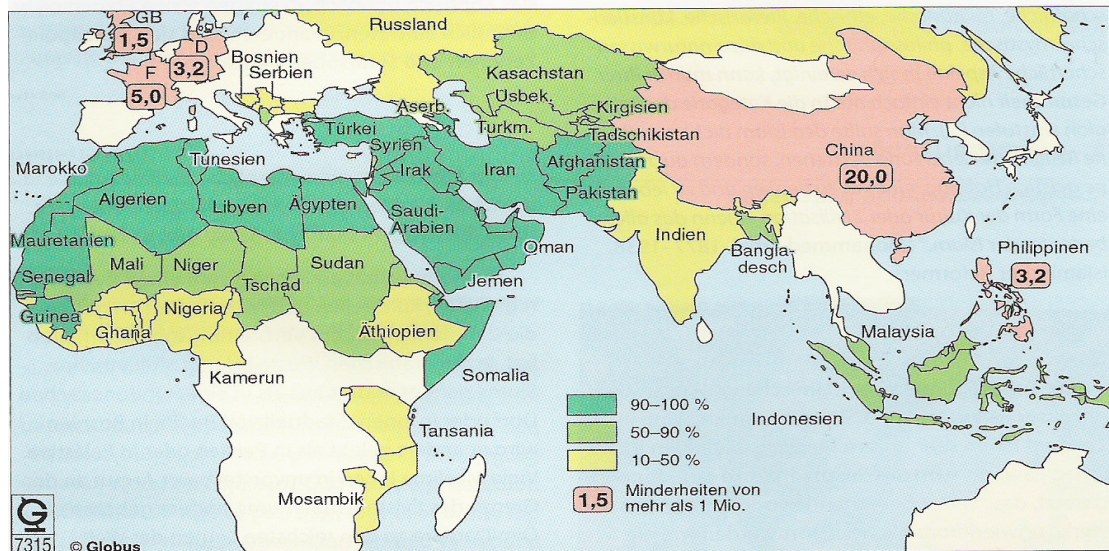 GB
1,5
D
3,2
F
5,0
Russland
Bosnien
Serbien
Kasachstan
Aserb.
Üsbek.
Kirgisien
Türkei
Turkm.
Tadschikistan
Marokko
Tunesien
Syrien
China
20,0
Algerien
Libyen
Ägypten
Irak
Iran
Afghanistan
Pakistan
Saudi-
Arabien
Mauretanien
Oman
Indien
Bangla-
desch
Philippinen
3,2
Mali
Niger
Sudan
Jemen
Senegal
Tschad
Guinea
Nigeria
Ghana
Äthiopien
Malaysia
Kamerun
Somalia
Indonesien
Tansania
Mosambik
90–100 %
50–90 %
10–50 %
1,5
Minderheiten von
mehr als 1 Mio.
G
7315
© Globus